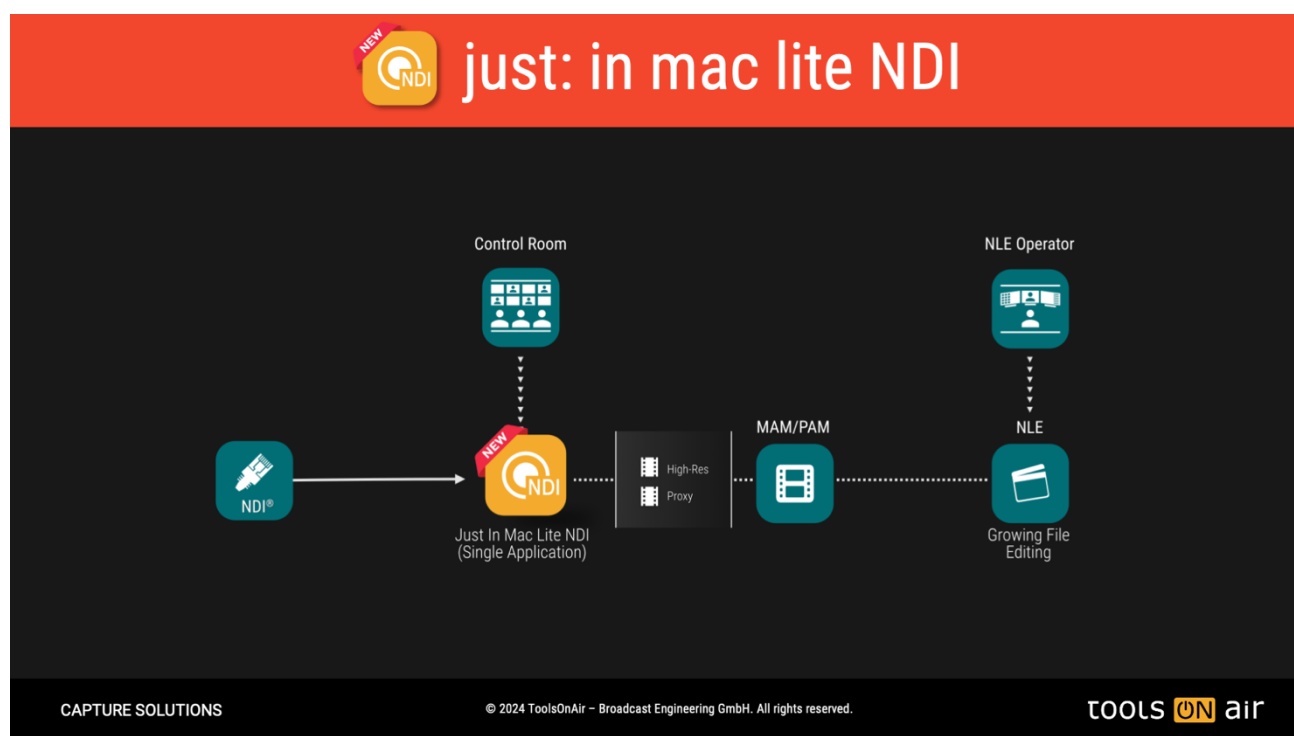 NEW
NDI
just: in mac lite NDI
Control Room
NLE Operator
MAM/PAM
NLE
NEW
NDI
NDI®
High-Res
Proxy
Just In Mac Lite NDI
(Single Application)
Growing File
Editing
CAPTURE SOLUTIONS
© 2024 ToolsOnAir – Broadcast Engineering GmbH. All rights reserved.
TOOLS ON air